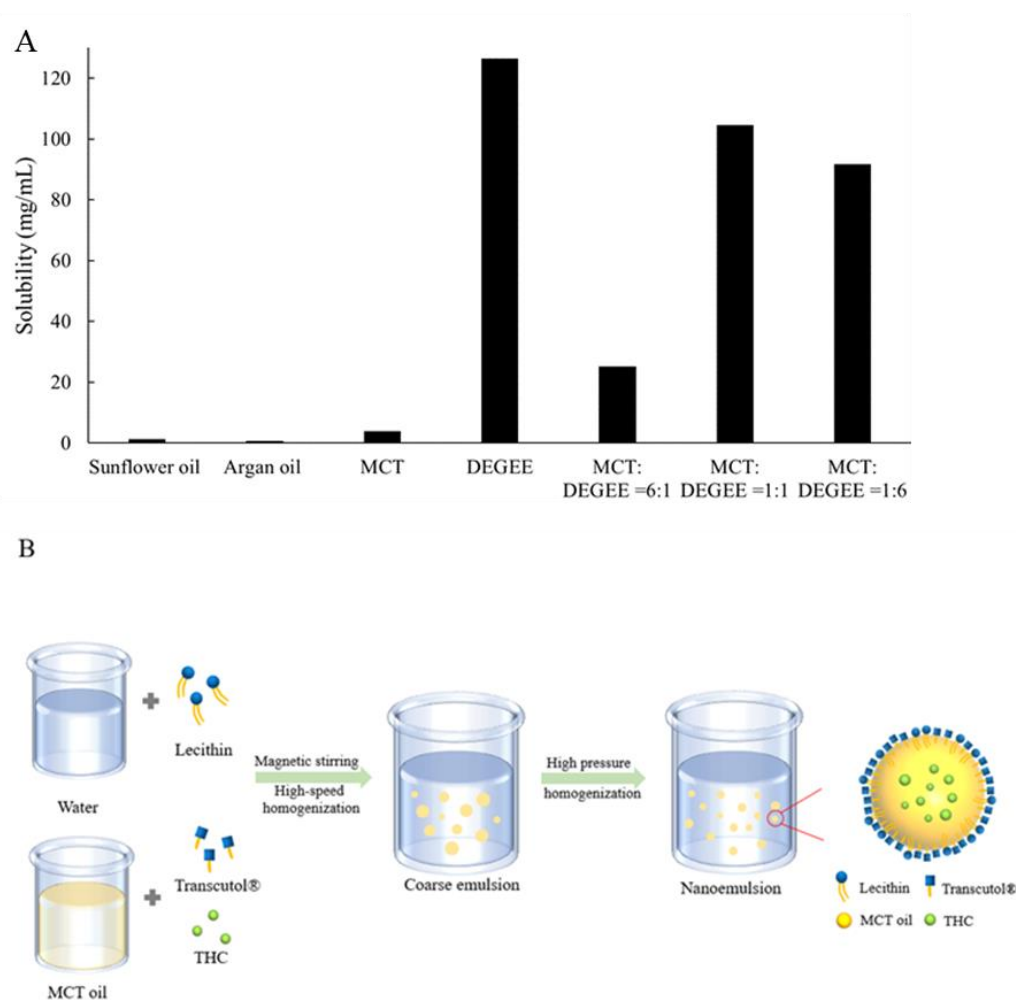 A
Solubility (mg/mL)
120
100
80
60
40
20
0
Sunflower oil
Argan oil
MCT
DEGEE
MCT:
DEGEE =6:1
MCT:
DEGEE =1:1
MCT:
DEGEE =1:6
B
Water
Lecithin
MCT oil
Transcutol®
THC
Magnetic stirring
High-speed
homogenization
Coarse emulsion
High pressure
homogenization
Nanoemulsion
Lecithin
Transcutol®
MCT oil
THC